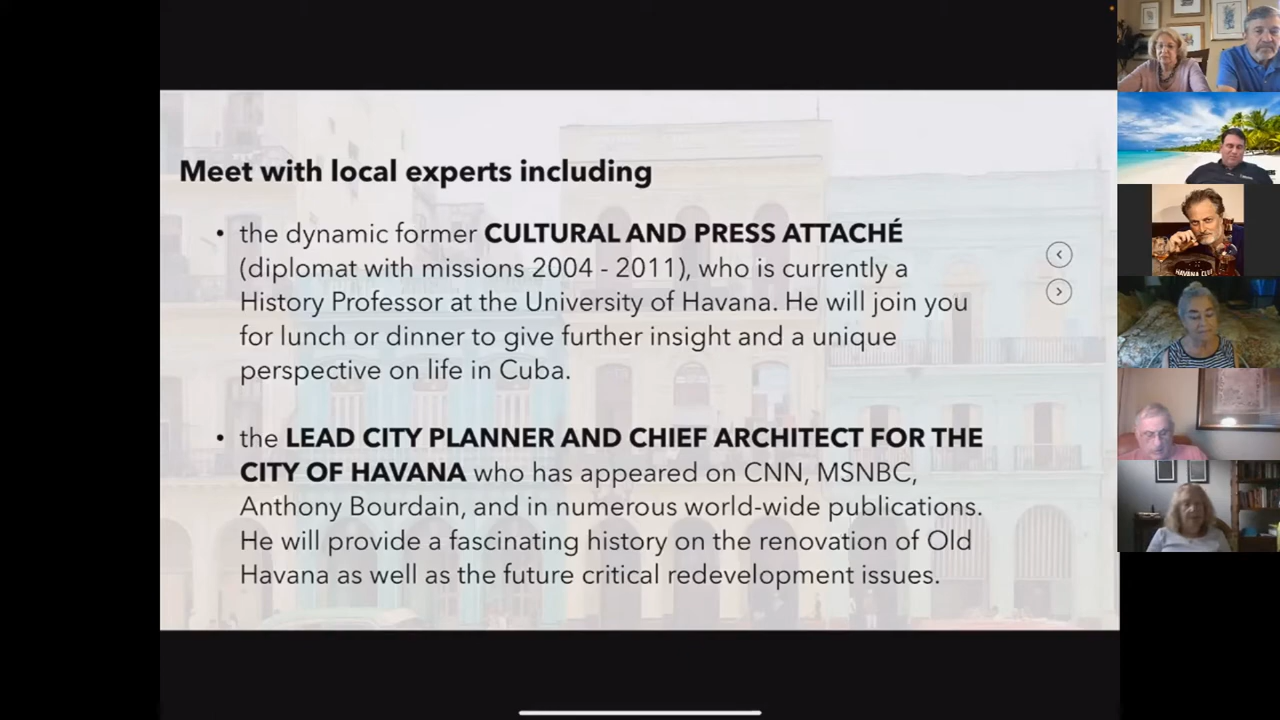 Meet with local experts including
• the dynamic former CULTURAL AND PRESS ATTACHÉ
(diplomat with missions 2004 - 2011), who is currently a
History Professor at the University of Havana. He will join you
for lunch or dinner to give further insight and a unique
perspective on life in Cuba.
• the LEAD CITY PLANNER AND CHIEF ARCHITECT FOR THE
CITY OF HAVANA who has appeared on CNN, MSNBC,
Anthony Bourdain, and in numerous world-wide publications.
He will provide a fascinating history on the renovation of Old
Havana as well as the future critical redevelopment issues.
HAVANA CLUB